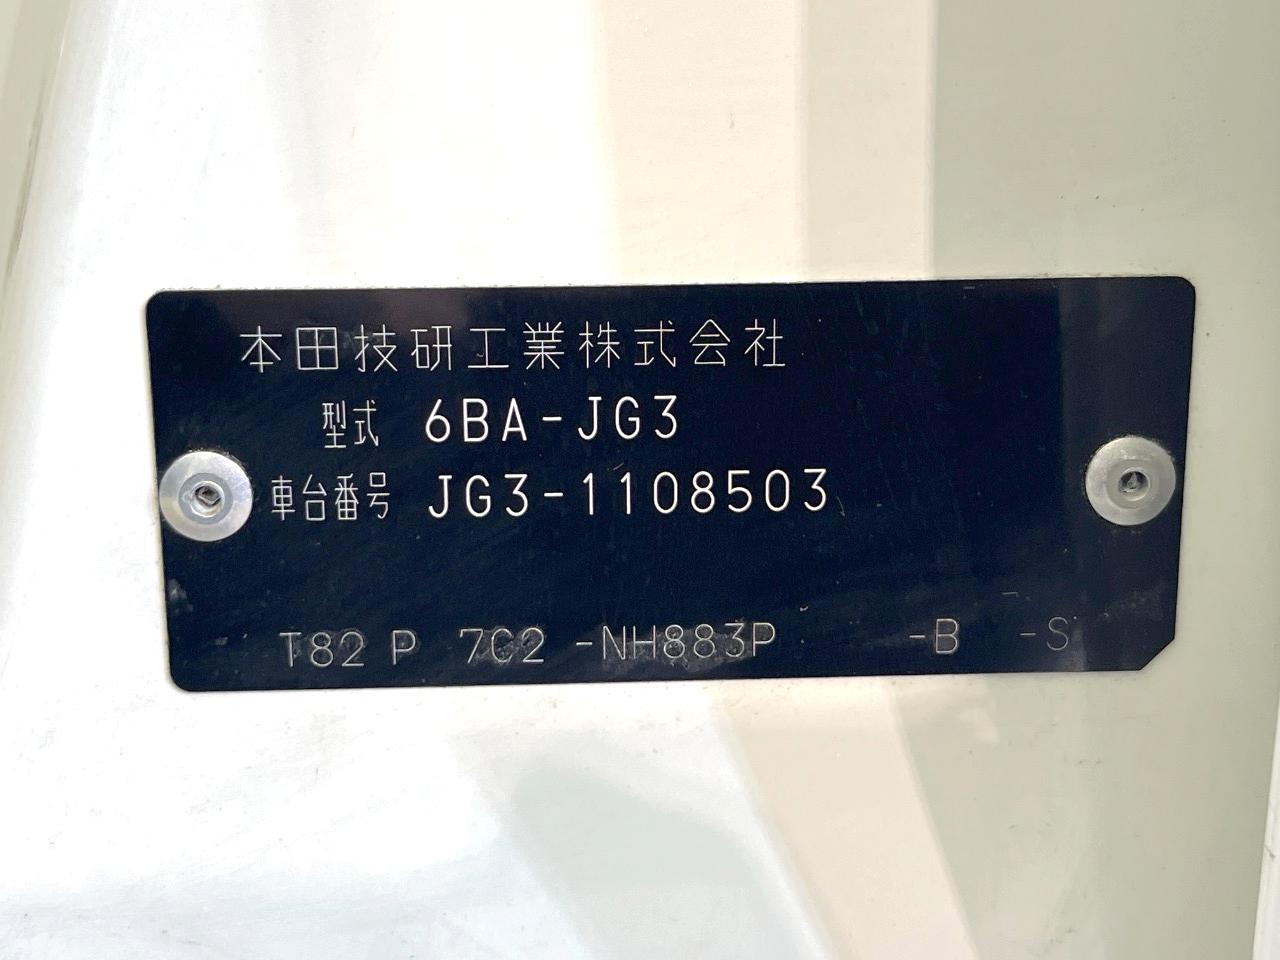 本田技研工業株式会社
型式 6BA-JG3
車台番号 JG3-1108503
T82 P 7C2 -NH883P -B -S